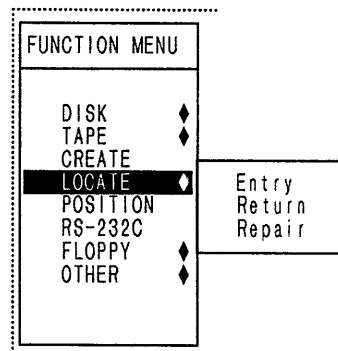 FUNCTION MENU
DISK ♦
TAPE ♦
CREATE
LOCATE ♦
POSITION
RS-232C
FLOPPY ♦
OTHER ♦
Entry
Return
Repair